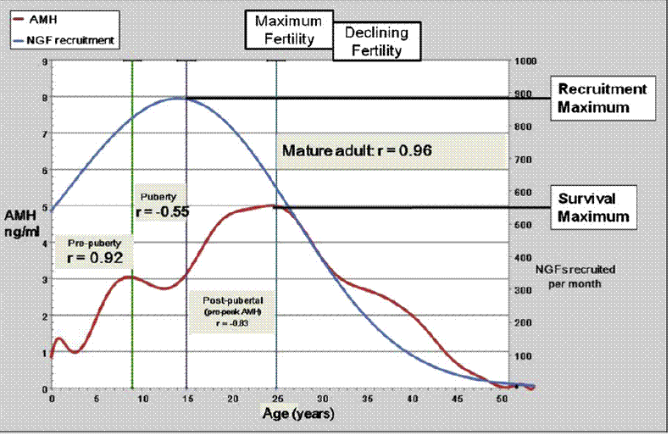 AMH
NGF recruitment
Maximum
Fertility
Declining
Fertility
9
8
7
6
5
4
3
2
1
0
AMH
ng/ml
1000
900
800
700
600
500
400
300
200
100
Recruitment
Maximum
Survival
Maximum
NGFs recruited
per month
Mature adult: r = 0.96
Puberty
r = -0.55
Pre-puberty
r = 0.92
Post-pubertal
(pre-peak AMH)
r = -0.83
0 5 10 15 20 25 30 35 40 45 50
Age (years)